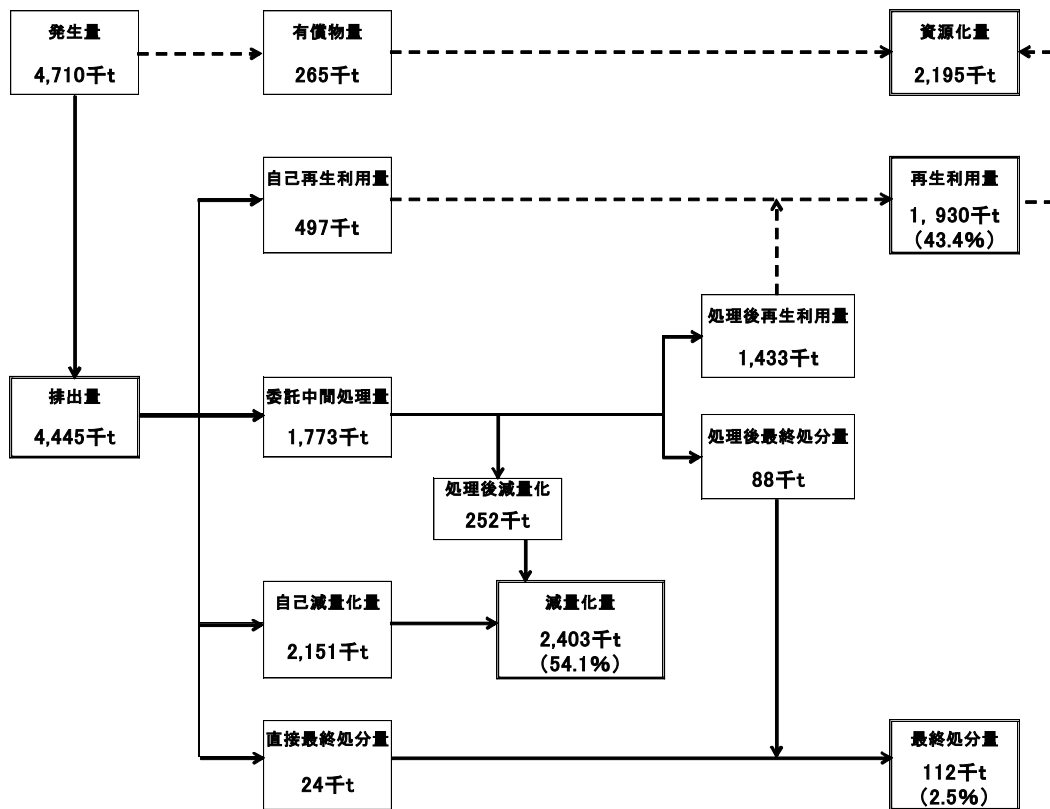 発生量
4,710千t
有償物量
265千t
資源化量
2,195千t
自己再生利用量
497千t
再生利用量
1, 930千t
(43.4%)
処理後再生利用量
1,433千t
排出量
4,445千t
委託中間処理量
1,773千t
処理後最終処分量
88千t
処理後減量化
252千t
自己減量化量
2,151千t
減量化量
2,403千t
(54.1%)
直接最終処分量
24千t
最終処分量
112千t
(2.5%)